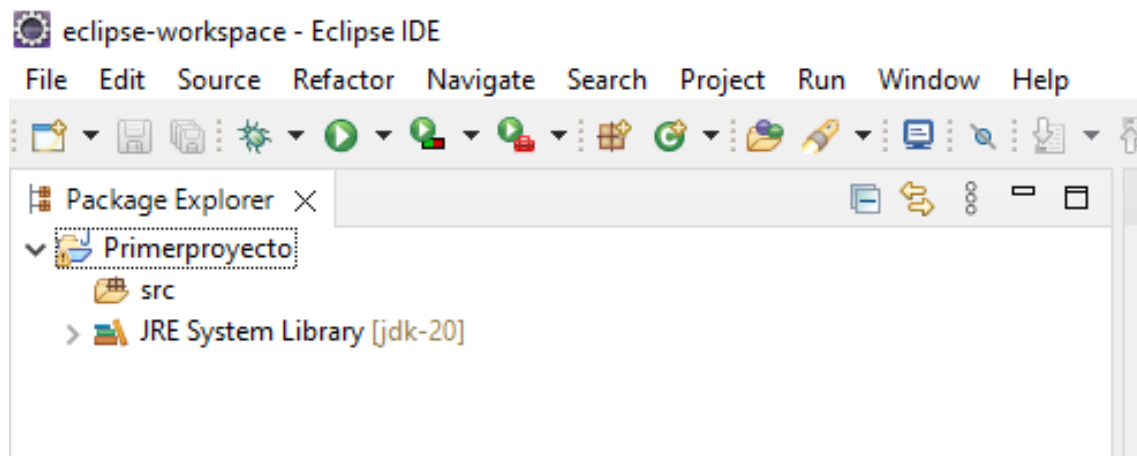 eclipse-workspace - Eclipse IDE
File Edit Source Refactor Navigate Search Project Run Window Help
Package Explorer
Primerproyecto
src
JRE System Library [jdk-20]